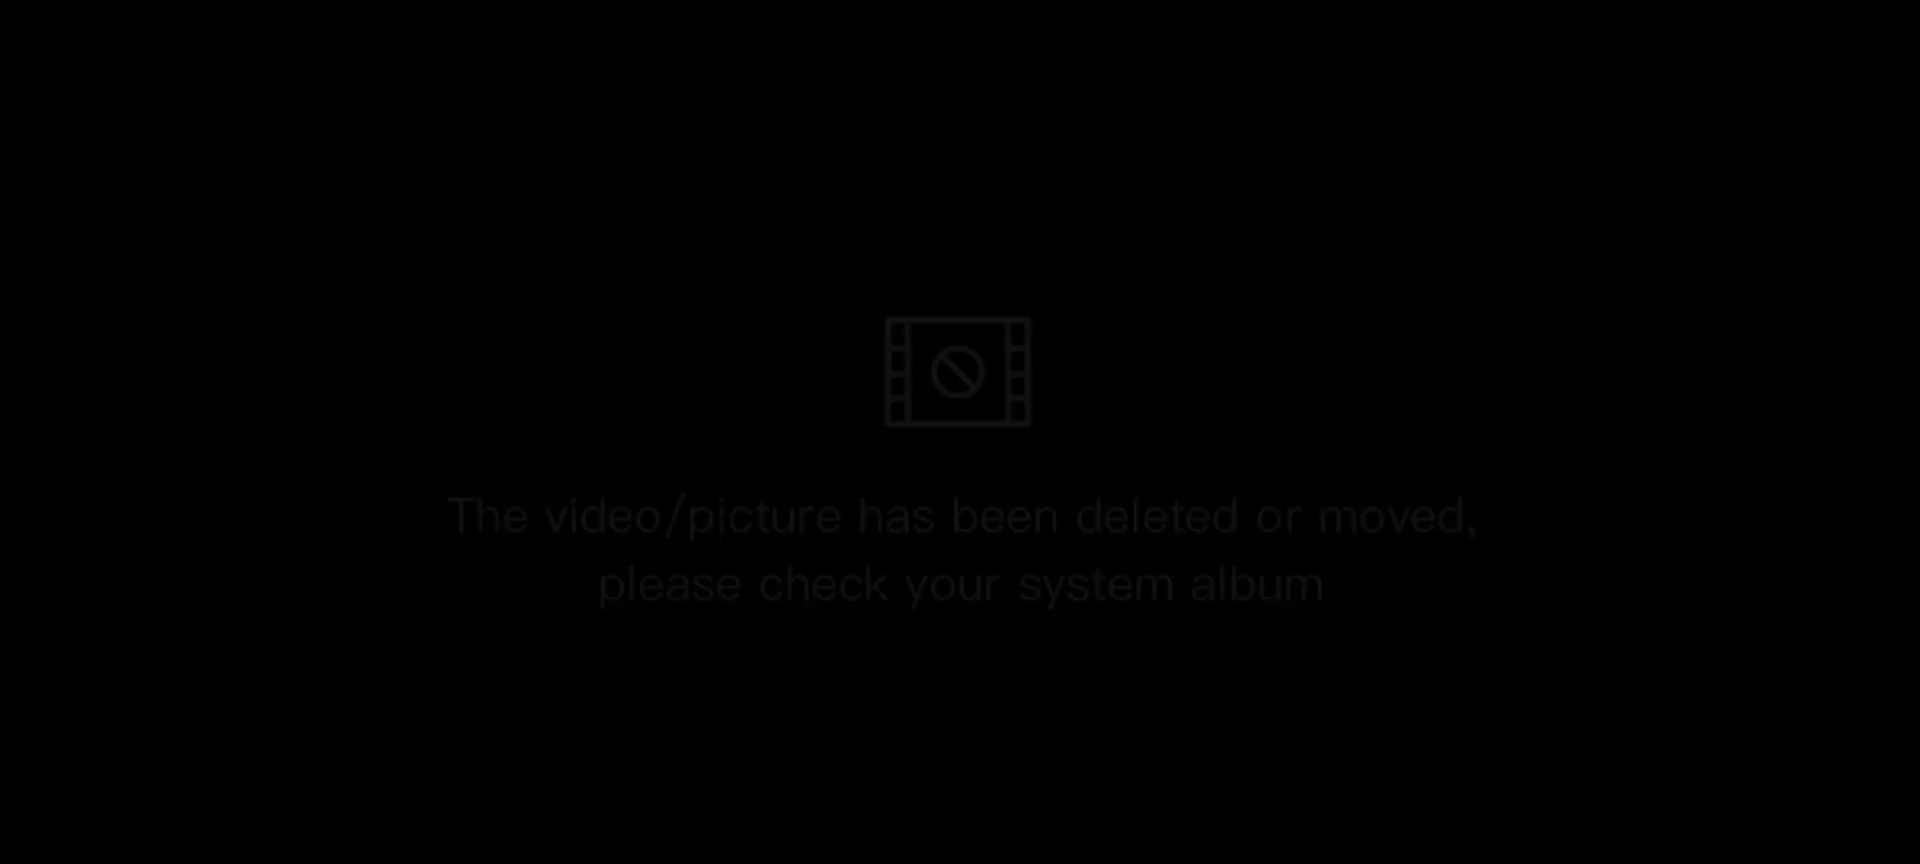 The video/picture has been deleted or moved,
please check your system album